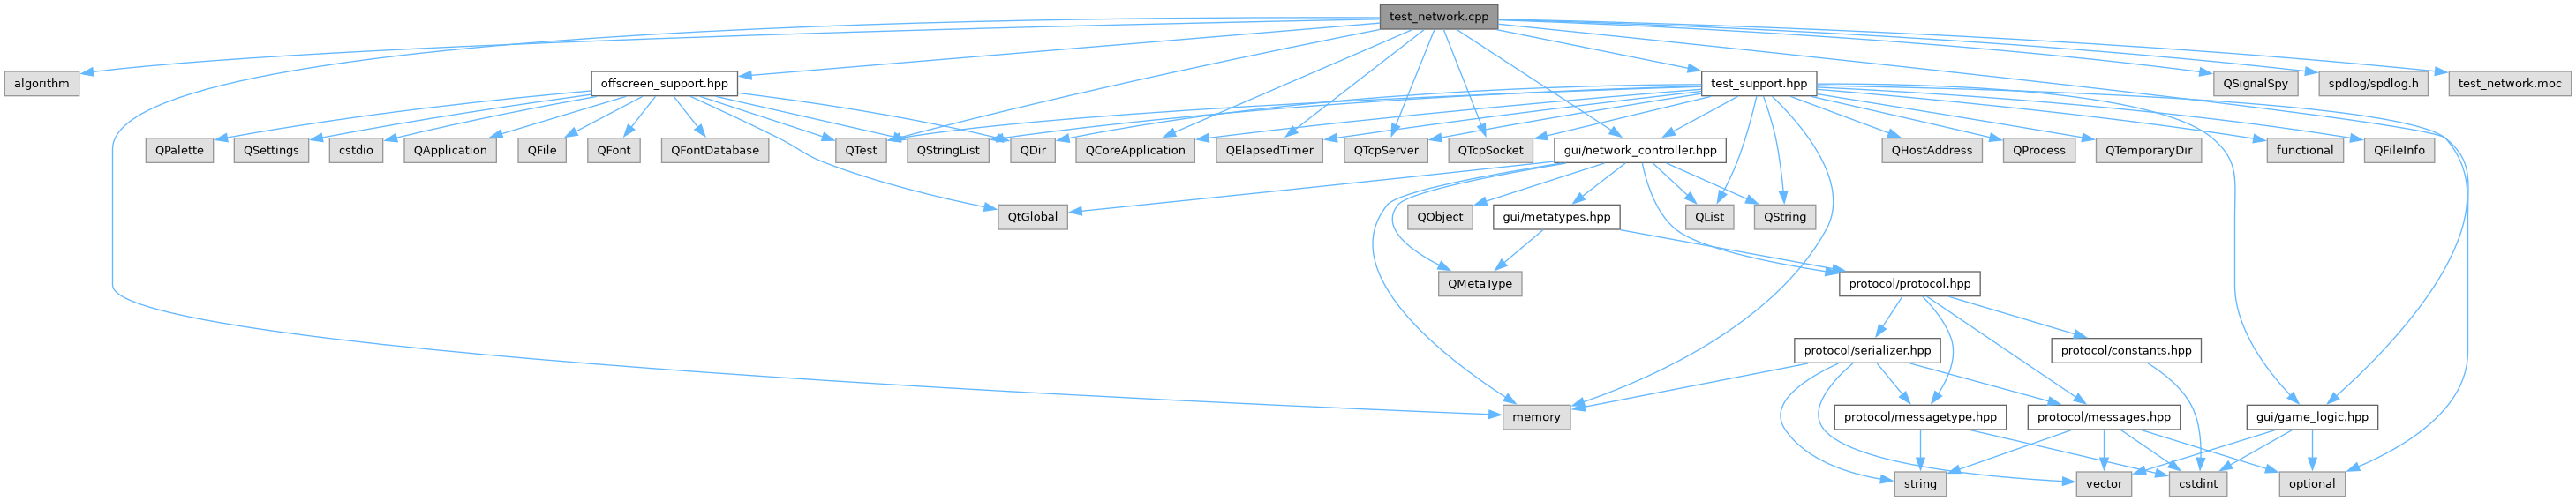 test_network.cpp
algorithm
offscreen_support.hpp
test_support.hpp
QSignalSpy
spdlog/spdlog.h
test_network.moc
QPalette
QSettings
cstdio
QApplication
QFile
QFont
QFontDatabase
QTest
QStringList
QDir
QCoreApplication
QElapsedTimer
QTcpServer
QTcpSocket
gui/network_controller.hpp
QHostAddress
QProcess
QTemporaryDir
functional
QFileInfo
QtGlobal
QObject
gui/metatypes.hpp
QList
QString
QMetaType
protocol/protocol.hpp
protocol/serializer.hpp
protocol/constants.hpp
memory
protocol/messagetype.hpp
protocol/messages.hpp
gui/game_logic.hpp
string
vector
cstdint
optional